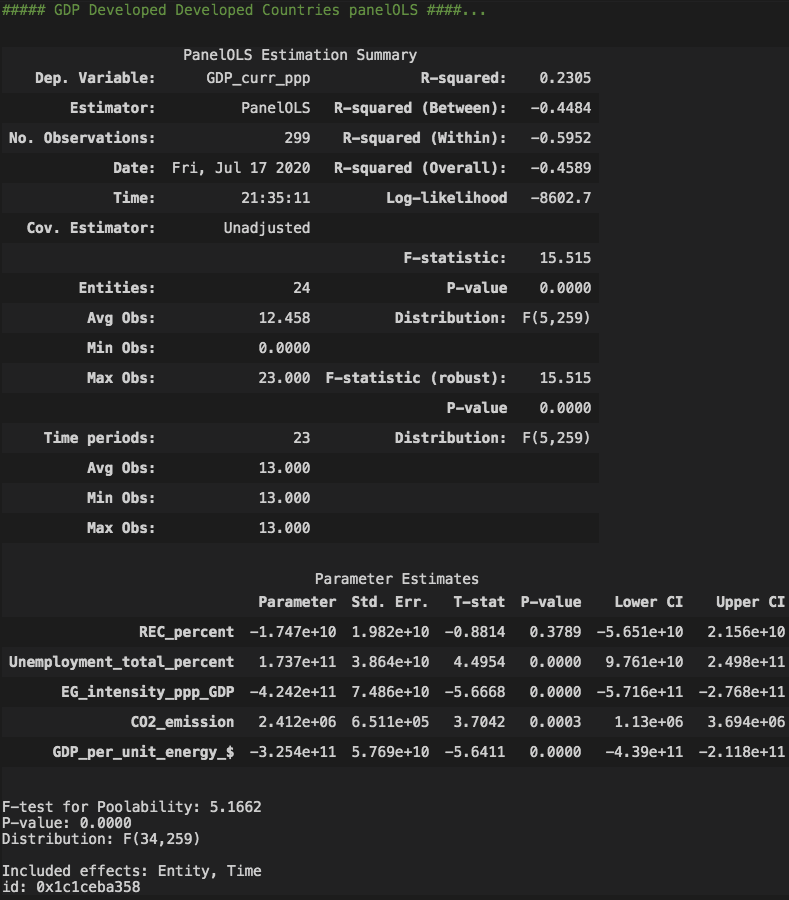 ##### GDP Developed Developed Countries panelOLS ####...
PanelOLS Estimation Summary
Dep. Variable: GDP_curr_ppp R-squared: 0.2305
Estimator: PanelOLS R-squared (Between): -0.4484
No. Observations: 299 R-squared (Within): -0.5952
Date: Fri, Jul 17 2020 R-squared (Overall): -0.4589
Time: 21:35:11 Log-likelihood -8602.7
Cov. Estimator: Unadjusted
F-statistic: 15.515
Entities: 24 P-value 0.0000
Avg Obs: 12.458 Distribution: F(5,259)
Min Obs: 0.0000
Max Obs: 23.000 F-statistic (robust): 15.515
P-value 0.0000
Time periods: 23 Distribution: F(5,259)
Avg Obs: 13.000
Min Obs: 13.000
Max Obs: 13.000
Parameter Estimates
Parameter Std. Err. T-stat P-value Lower CI Upper CI
REC_percent -1.747e+10 1.982e+10 -0.8814 0.3789 -5.651e+10 2.156e+10
Unemployment_total_percent 1.737e+11 3.864e+10 4.4954 0.0000 9.761e+10 2.498e+11
EG_intensity_ppp_GDP -4.242e+11 7.486e+10 -5.6668 0.0000 -5.716e+11 -2.768e+11
CO2_emission 2.412e+06 6.511e+05 3.7042 0.0003 1.13e+06 3.694e+06
GDP_per_unit_energy_$ -3.254e+11 5.769e+10 -5.6411 0.0000 -4.39e+11 -2.118e+11
F-test for Poolability: 5.1662
P-value: 0.0000
Distribution: F(34,259)
Included effects: Entity, Time
id: 0x1c1ceba358